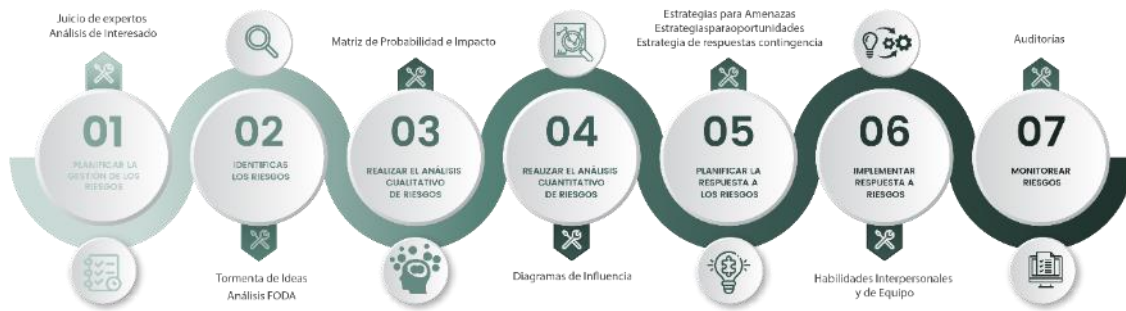 Juicio de expertos
Análisis de Interesado
01
PLANIFICAR LA
GESTIÓN DE LOS
RIESGOS
02
IDENTIFICAS
LOS RIESGOS
Tormenta de Ideas
Análisis FODA
Matriz de Probabilidad e Impacto
03
REALIZAR EL ANÁLISIS
CUALITATIVO
DE RIESGOS
04
REALIZAR EL ANÁLISIS
CUANTITATIVO
DE RIESGOS
Diagramas de Influencia
Estrategias para Amenazas
Estrategiasparaoportunidades
Estrategia de respuestas contingencia
05
PLANIFICAR LA
RESPUESTA A
LOS RIESGOS
06
IMPLEMENTAR
RESPUESTA A
RIESGOS
Habilidades Interpersonales
y de Equipo
Auditorías
07
MONITOREAR
RIESGOS